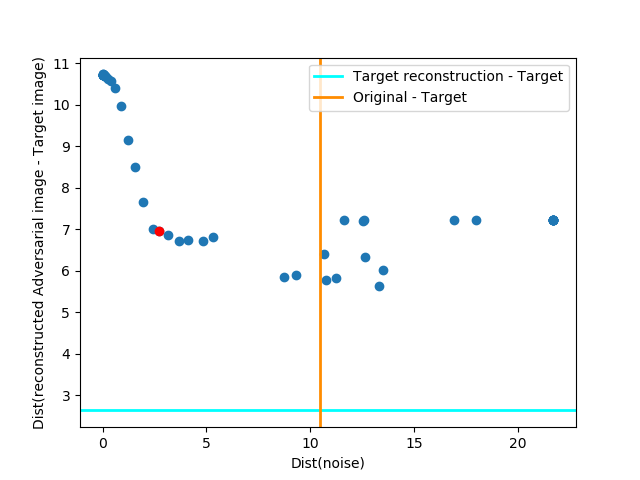 Dist(reconstructed Adversarial image - Target image)
11
10
9
8
7
6
5
4
3
Target reconstruction - Target
Original - Target
0 5 10 15 20
Dist(noise)